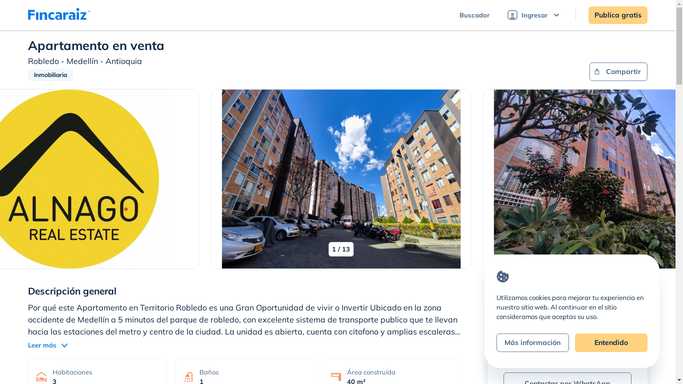 Fincaraiz
Buscador
Ingresar
Publica gratis
Apartamento en venta
Robledo - Medellín - Antioquia
Inmobiliaria
Compartir
ALNAGO
REAL ESTATE
1 / 13
Descripción general
Por qué este Apartamento en Territorio Robledo es una Gran Oportunidad de vivir o Invertir Ubicado en la zona
occidente de Medellín a 5 minutos del parque de robledo, con excelente sistema de transporte publico que te llevan
hacia las estaciones del metro y centro de la ciudad. La unidad es abierta, cuenta con citofono y amplias escaleras...
Leer más
Utilizamos cookies para mejorar tu experiencia en
nuestro sitio web. Al continuar en el sitio
consideramos que aceptas su uso.
Más información
Entendido
Habitaciones
3
Baños
1
Área construida
40 m²
Contactar por WhatsApp